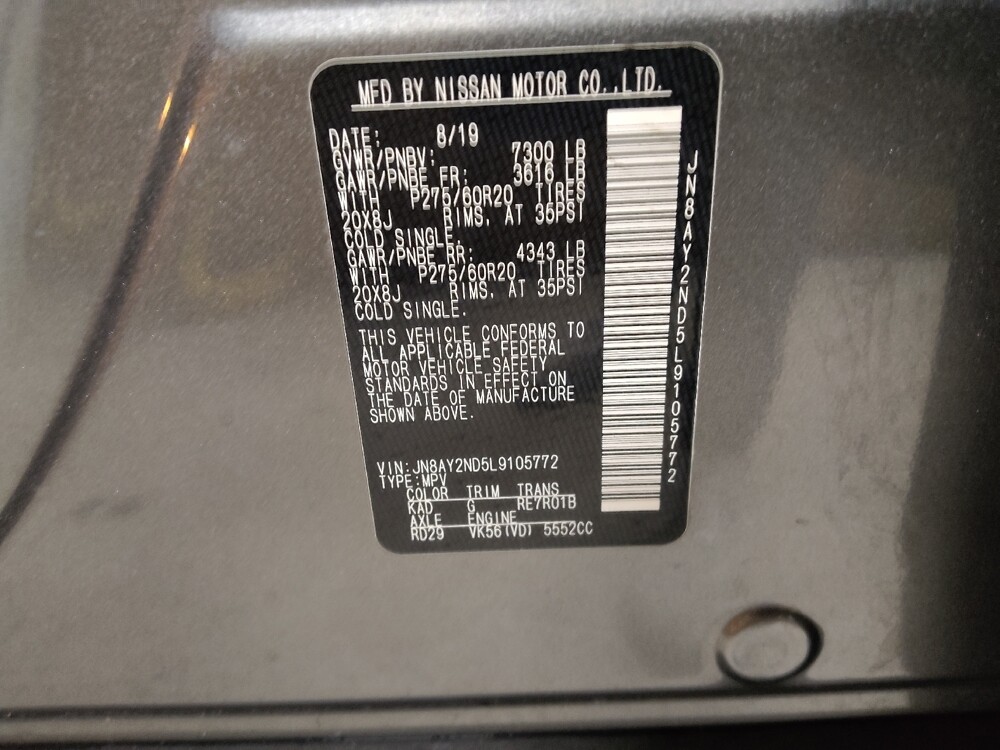 MFD BY NISSAN MOTOR CO.,LTD.
DATE: 8/19
GVWR/PNBV: 7300 LB
GAWR/PNBE FR: 3616 LB
WITH P275/60R20 TIRES
20X8J RIMS, AT 35PSI
COLD SINGLE.
GAWR/PNBE RR: 4343 LB
WITH P275/60R20 TIRES
20X8J RIMS, AT 35PSI
COLD SINGLE.
THIS VEHICLE CONFORMS TO
ALL APPLICABLE FEDERAL
MOTOR VEHICLE SAFETY
STANDARDS IN EFFECT ON
THE DATE OF MANUFACTURE
SHOWN ABOVE.
VIN:JN8AY2ND5L9105772
TYPE:MPV
COLOR TRIM TRANS
KAD G RE7R01B
AXLE ENGINE
RD29 VK56(VD) 5552CC
JN8AY2ND5L9105772